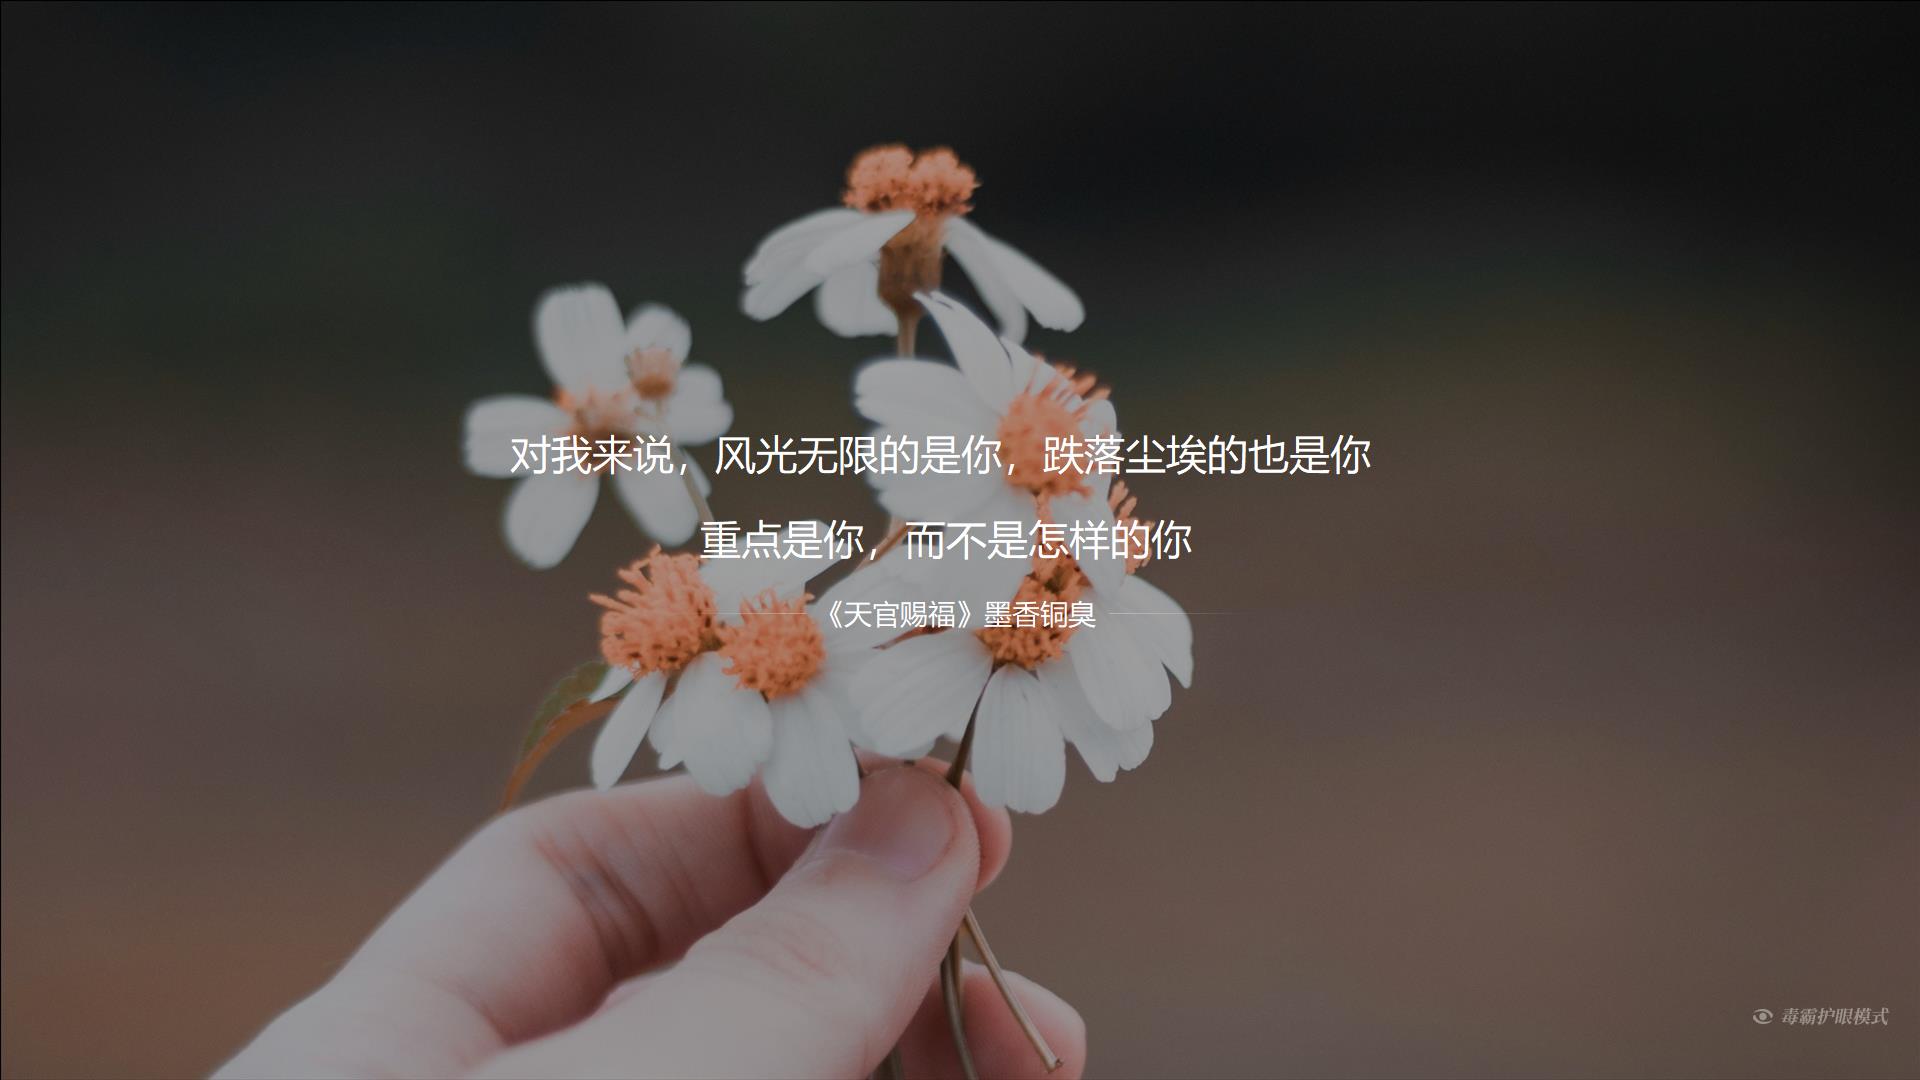 对我来说，风光无限的是你，跌落尘埃的也是你
重点是你，而不是怎样的你
《天官赐福》墨香铜臭
毒霸护眼模式